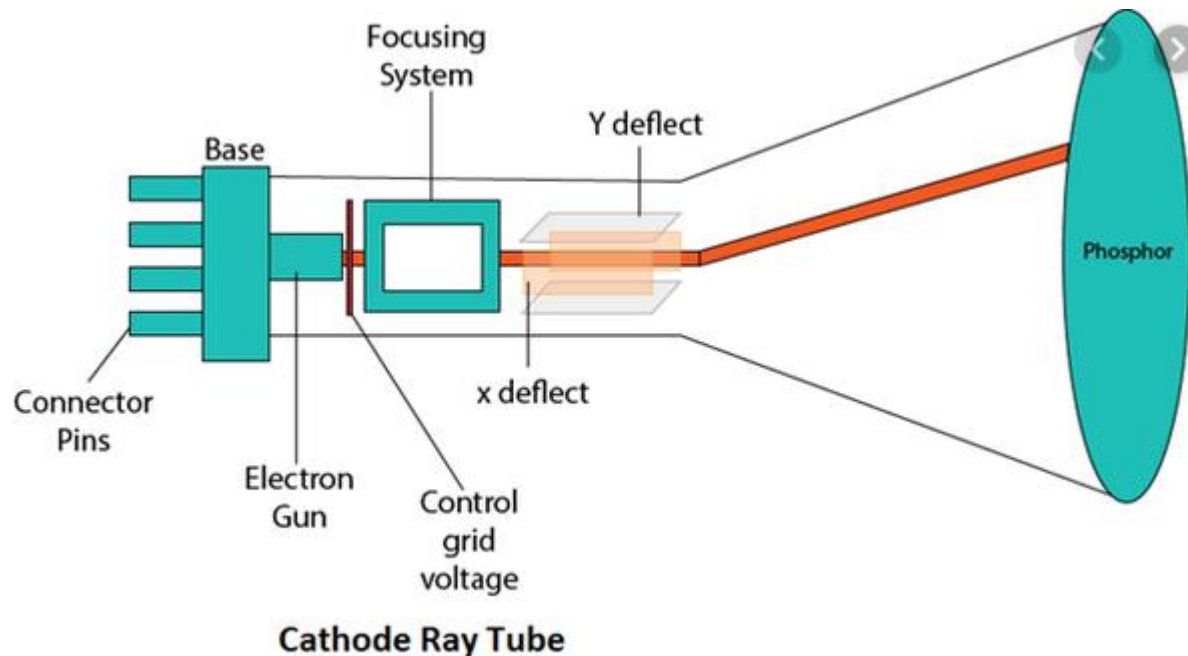 Focusing
System
Y deflect
Base
Phosphor
x deflect
Connector
Pins
Electron
Gun
Control
grid
voltage
Cathode Ray Tube